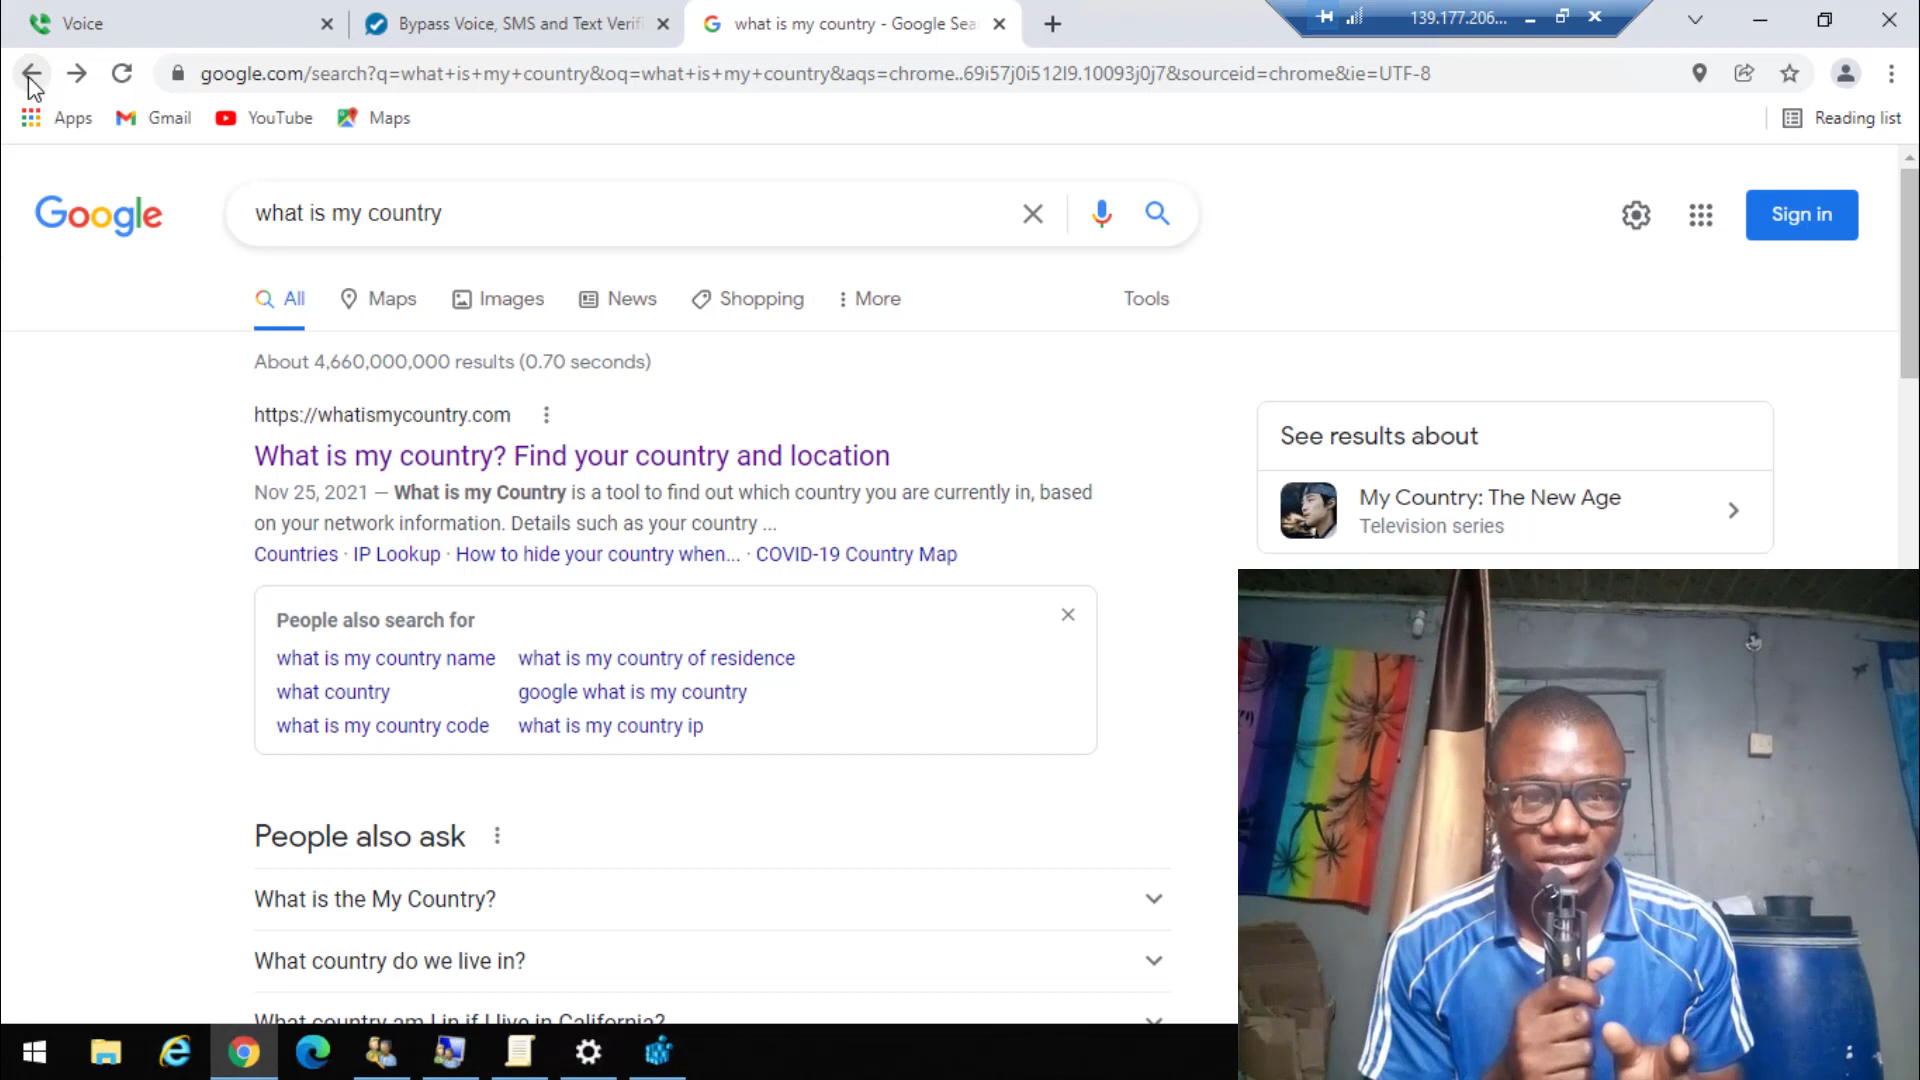 Voice
Bypass Voice, SMS and Text Verifi
what is my country - Google Sea
139.177.206...
google.com/search?q=what+is+my+country&oq=what+is+my+country&aqs=chrome..69i57j0i512l9.10093j0j7&sourceid=chrome&ie=UTF-8
Apps
Gmail
YouTube
Maps
Reading list
Google
what is my country
Sign in
All
Maps
Images
News
Shopping
More
Tools
About 4,660,000,000 results (0.70 seconds)
https://whatismycountry.com
What is my country? Find your country and location
Nov 25, 2021 — What is my Country is a tool to find out which country you are currently in, based
on your network information. Details such as your country ...
Countries · IP Lookup · How to hide your country when... · COVID-19 Country Map
See results about
My Country: The New Age
Television series
People also search for
what is my country name
what is my country of residence
what country
google what is my country
what is my country code
what is my country ip
People also ask
What is the My Country?
What country do we live in?
What country am I in if I live in California?